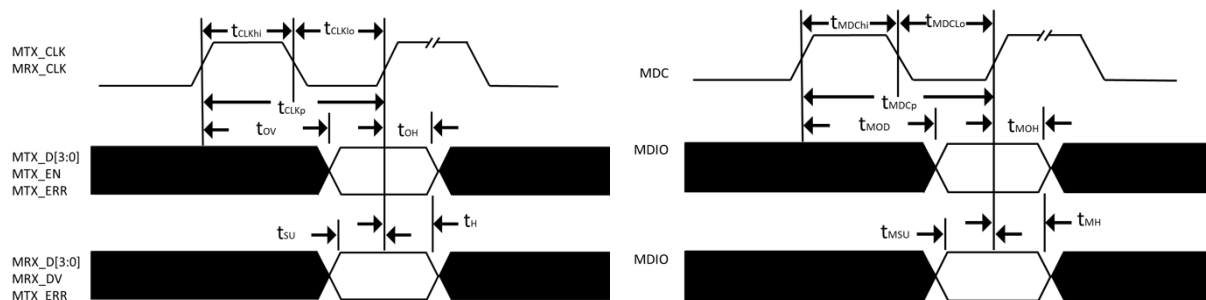 tCLKhi
tCLKlo
MTX_CLK
MRX_CLK
tCLKp
tOV
tOH
MTX_D[3:0]
MTX_EN
MTX_ERR
tSU
tH
MRX_D[3:0]
MRX_DV
MTX_ERR
tMDChi
tMDCLo
MDC
tMDCp
tMOD
tMOH
MDIO
tMSU
tMH
MDIO